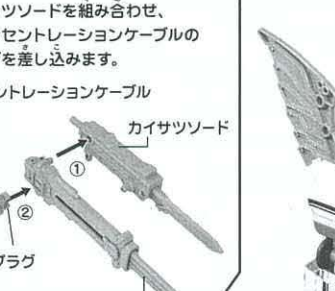 ツソードを組み合わせ、
セントレーションケーブルの
を差し込みます。
ントレーションケーブル
カイサツソード
①
②
プラグ